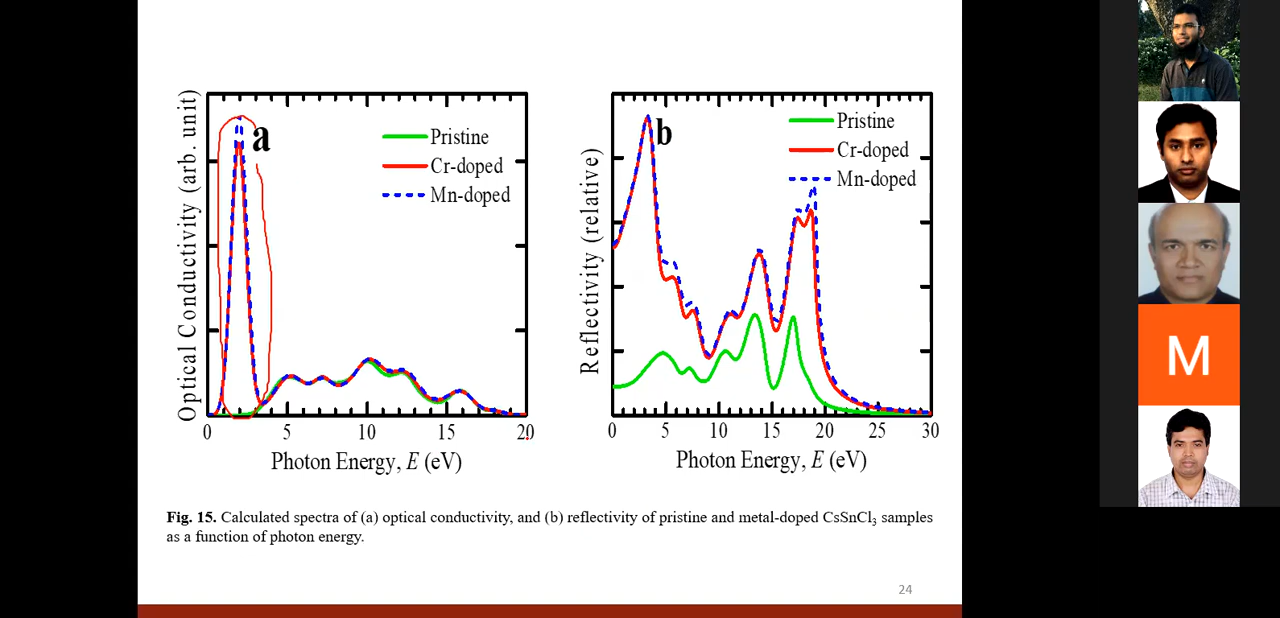 a
Pristine
Cr-doped
Mn-doped
Optical Conductivity (arb. unit)
0 5 10 15 20
Photon Energy, E (eV)
b
Pristine
Cr-doped
Mn-doped
Reflectivity (relative)
0 5 10 15 20 25 30
Photon Energy, E (eV)
Fig. 15. Calculated spectra of (a) optical conductivity, and (b) reflectivity of pristine and metal-doped CsSnCl₃ samples
as a function of photon energy.
24
M